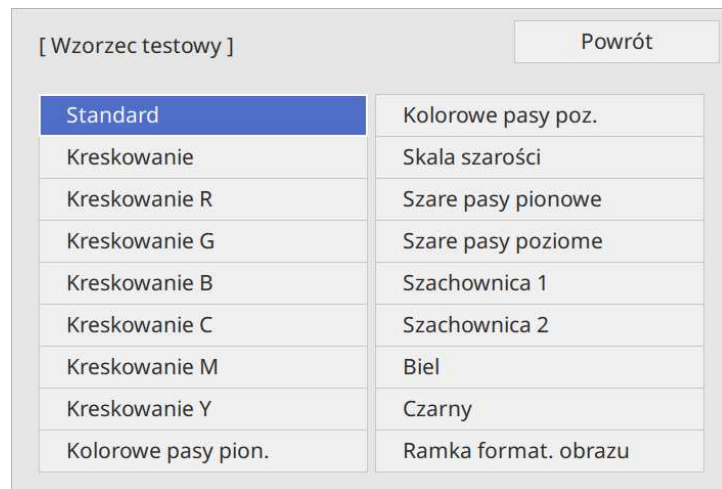 [ Wzorzec testowy ]
Powrót
Standard
Kreskowanie
Kreskowanie R
Kreskowanie G
Kreskowanie B
Kreskowanie C
Kreskowanie M
Kreskowanie Y
Kolorowe pasy pion.
Kolorowe pasy poz.
Skala szarości
Szare pasy pionowe
Szare pasy poziome
Szachownica 1
Szachownica 2
Biel
Czarny
Ramka format. obrazu